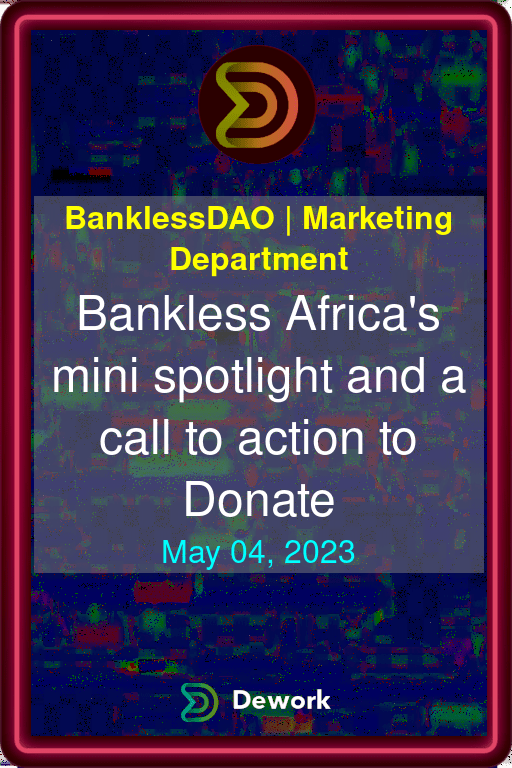 BanklessDAO | Marketing
Department
Bankless Africa's
mini spotlight and a
call to action to
Donate
May 04, 2023
Dework